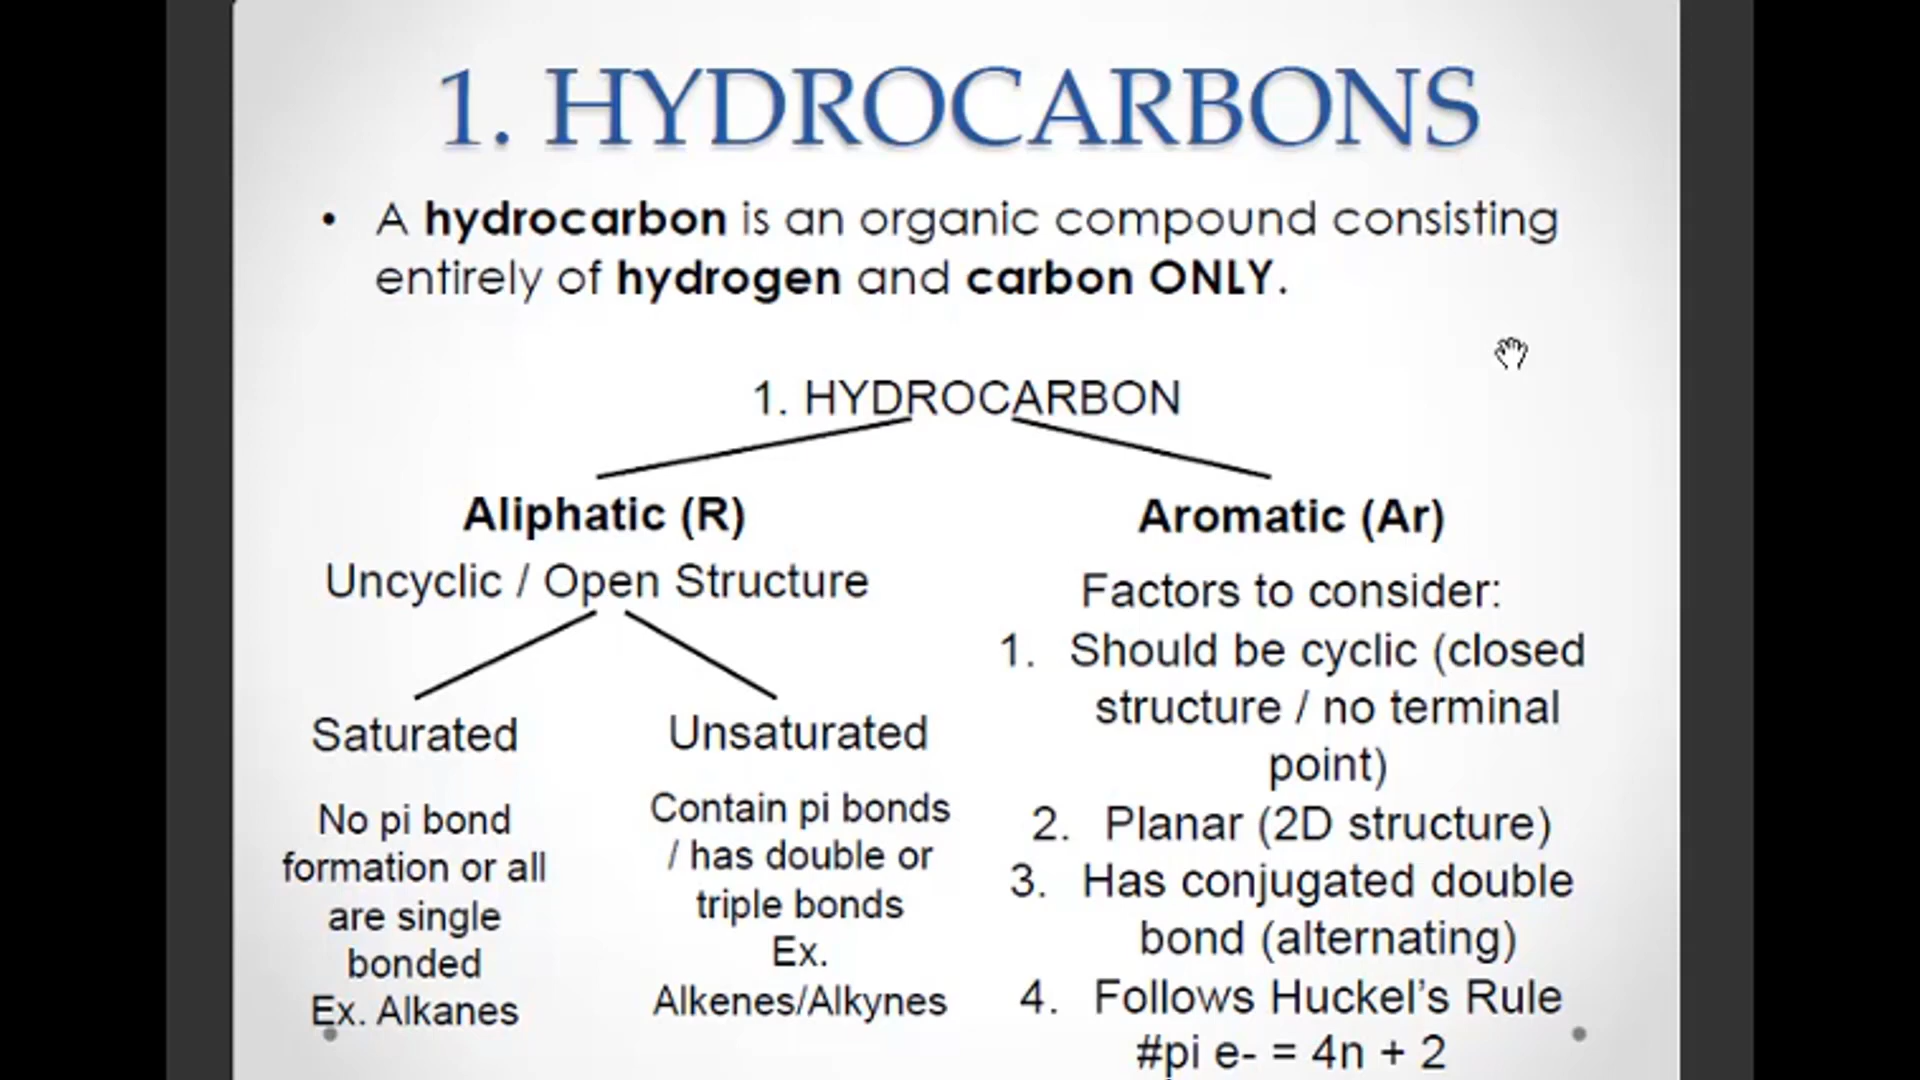 1. HYDROCARBONS
• A hydrocarbon is an organic compound consisting
entirely of hydrogen and carbon ONLY.
1. HYDROCARBON
Aliphatic (R)
Uncyclic / Open Structure
Saturated
No pi bond
formation or all
are single
bonded
Ex. Alkanes
Unsaturated
Contain pi bonds
/ has double or
triple bonds
Ex.
Alkenes/Alkynes
Aromatic (Ar)
Factors to consider:
1. Should be cyclic (closed
structure / no terminal
point)
2. Planar (2D structure)
3. Has conjugated double
bond (alternating)
4. Follows Huckel's Rule
#pi e- = 4n + 2